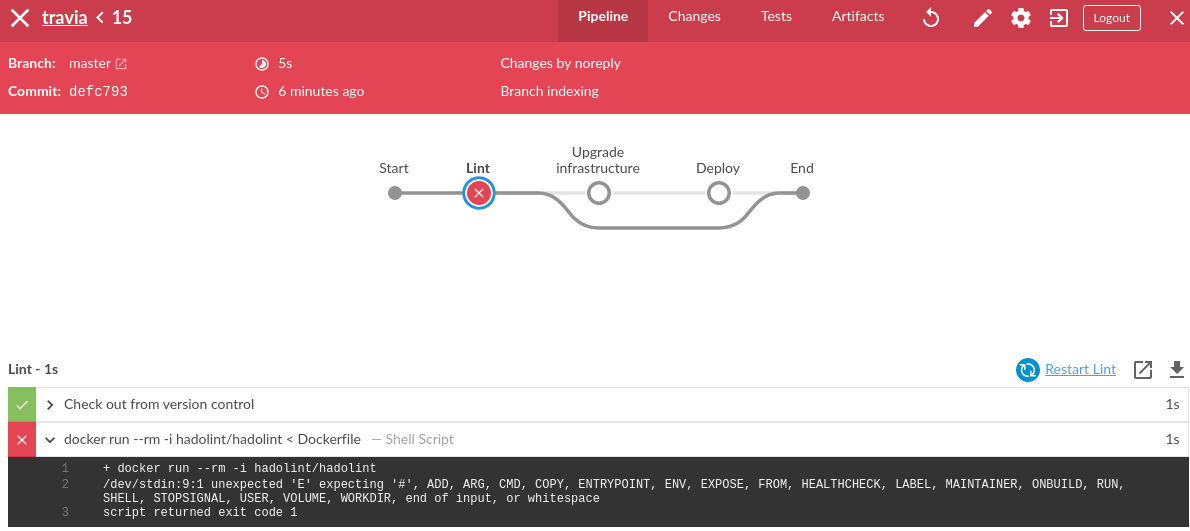 travia < 15
Pipeline Changes Tests Artifacts Logout
Branch: master 5s Changes by noreply
Commit: defc793 6 minutes ago Branch indexing
Upgrade
Start Lint infrastructure Deploy End
Lint - 1s Restart Lint
Check out from version control 1s
docker run --rm -i hadolint/hadolint < Dockerfile — Shell Script 1s
1 + docker run --rm -i hadolint/hadolint
2 /dev/stdin:9:1 unexpected 'E' expecting '#', ADD, ARG, CMD, COPY, ENTRYPOINT, ENV, EXPOSE, FROM, HEALTHCHECK, LABEL, MAINTAINER, ONBUILD, RUN,
SHELL, STOPSIGNAL, USER, VOLUME, WORKDIR, end of input, or whitespace
3 script returned exit code 1